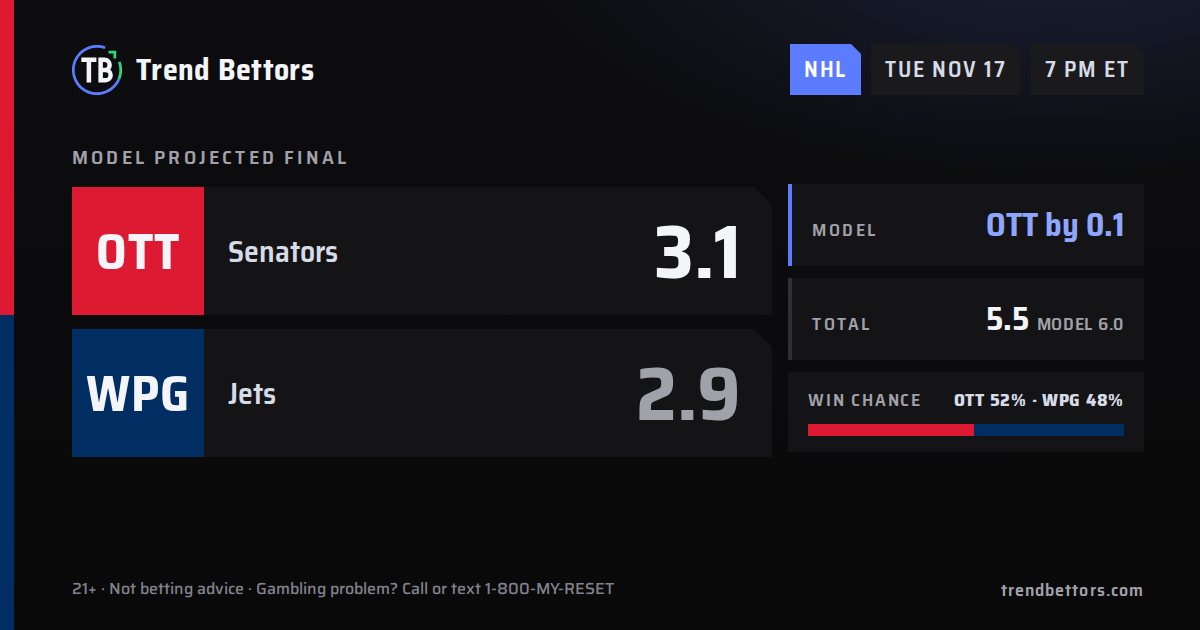 TB Trend Bettors
NHL TUE NOV 17 7 PM ET
MODEL PROJECTED FINAL
OTT Senators 3.1
WPG Jets 2.9
MODEL OTT by 0.1
TOTAL 5.5 MODEL 6.0
WIN CHANCE OTT 52% · WPG 48%
21+ · Not betting advice · Gambling problem? Call or text 1-800-MY-RESET
trendbettors.com